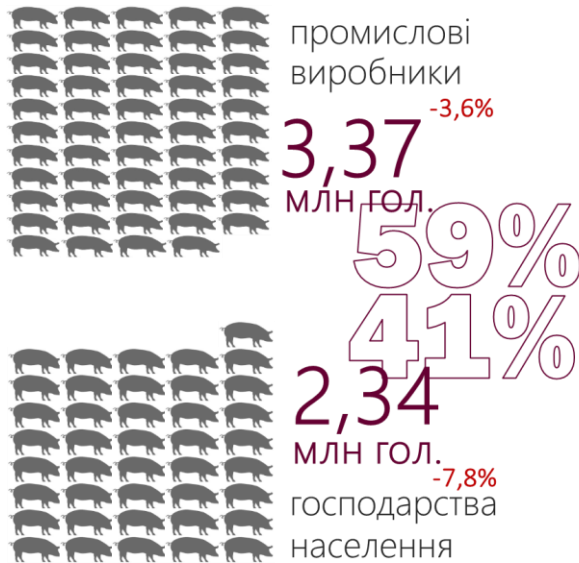 промислові
виробники
-3,6%
3,37
млн гол.
59%
41%
2,34
млн гол.
-7,8%
господарства
населення